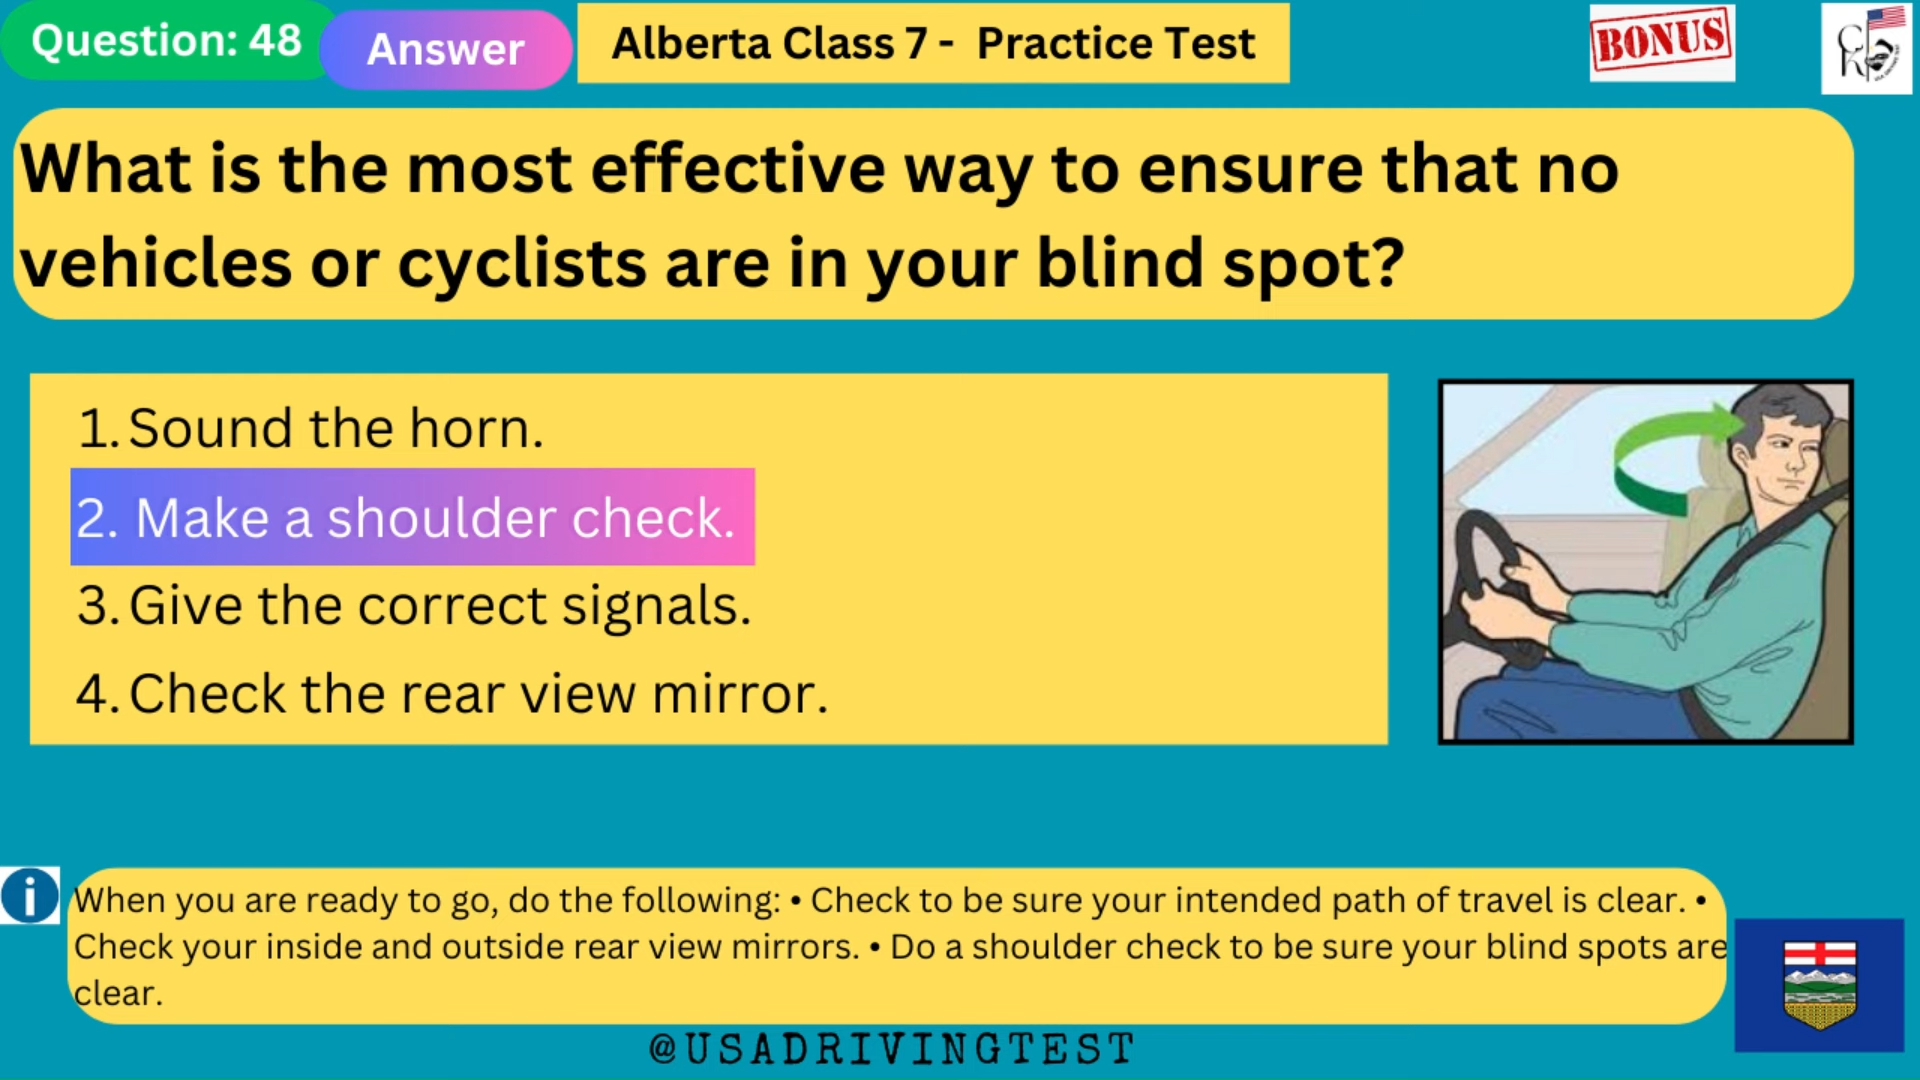 Question: 48
Answer
Alberta Class 7 - Practice Test
BONUS
What is the most effective way to ensure that no
vehicles or cyclists are in your blind spot?
1. Sound the horn.
2. Make a shoulder check.
3. Give the correct signals.
4. Check the rear view mirror.
i
When you are ready to go, do the following: • Check to be sure your intended path of travel is clear. •
Check your inside and outside rear view mirrors. • Do a shoulder check to be sure your blind spots are
clear.
@USADRIVINGTEST